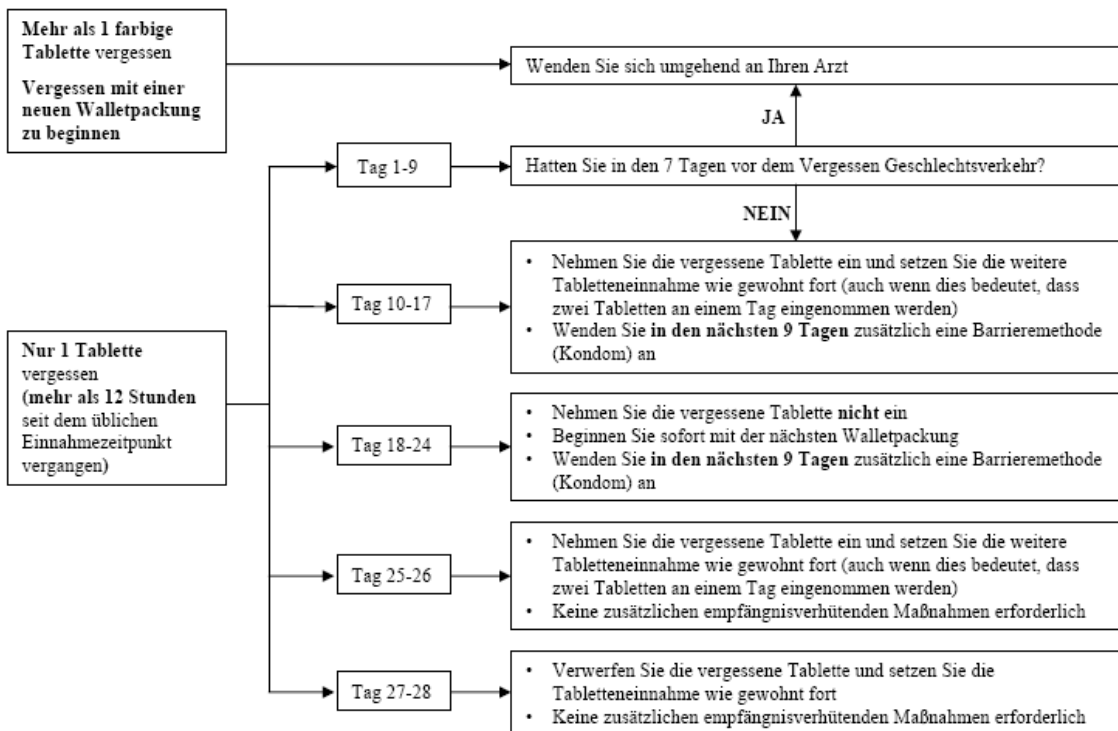 Mehr als 1 farbige
Tablette vergessen
Vergessen mit einer
neuen Walletpackung
zu beginnen
Wenden Sie sich umgehend an Ihren Arzt
JA
Tag 1-9
Hatten Sie in den 7 Tagen vor dem Vergessen Geschlechtsverkehr?
NEIN
Tag 10-17
• Nehmen Sie die vergessene Tablette ein und setzen Sie die weitere
Tabletteneinnahme wie gewohnt fort (auch wenn dies bedeutet, dass
zwei Tabletten an einem Tag eingenommen werden)
• Wenden Sie in den nächsten 9 Tagen zusätzlich eine Barrieremethode
(Kondom) an
Nur 1 Tablette
vergessen
(mehr als 12 Stunden
seit dem üblichen
Einnahmezeitpunkt
vergangen)
Tag 18-24
• Nehmen Sie die vergessene Tablette nicht ein
• Beginnen Sie sofort mit der nächsten Walletpackung
• Wenden Sie in den nächsten 9 Tagen zusätzlich eine Barrieremethode
(Kondom) an
Tag 25-26
• Nehmen Sie die vergessene Tablette ein und setzen Sie die weitere
Tabletteneinnahme wie gewohnt fort (auch wenn dies bedeutet, dass
zwei Tabletten an einem Tag eingenommen werden)
• Keine zusätzlichen empfängnisverhütenden Maßnahmen erforderlich
Tag 27-28
• Verwerfen Sie die vergessene Tablette und setzen Sie die
Tabletteneinnahme wie gewohnt fort
• Keine zusätzlichen empfängnisverhütenden Maßnahmen erforderlich